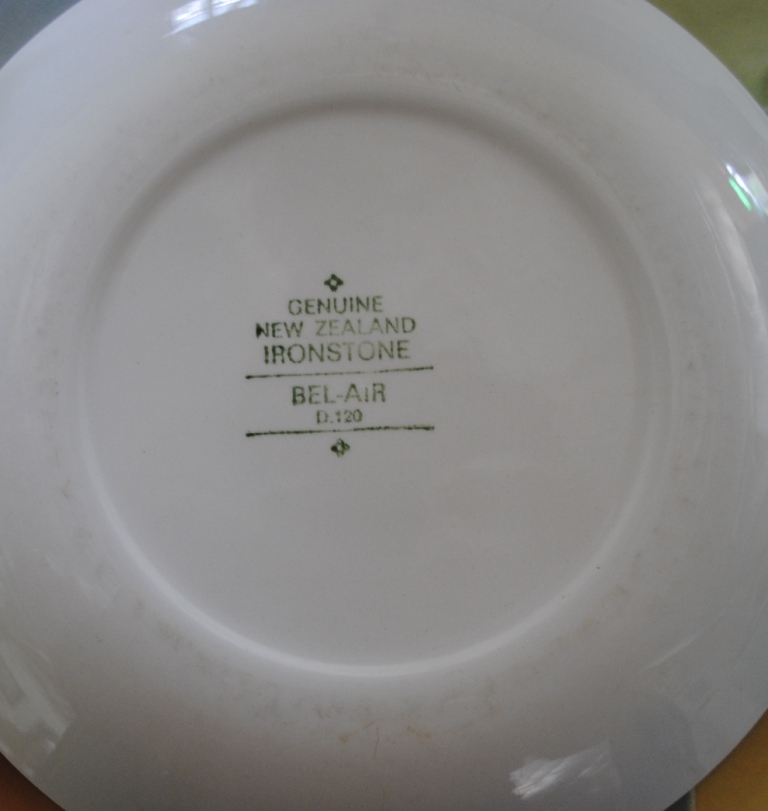 GENUINE
NEW ZEALAND
IRONSTONE
BEL-AIR
D.120